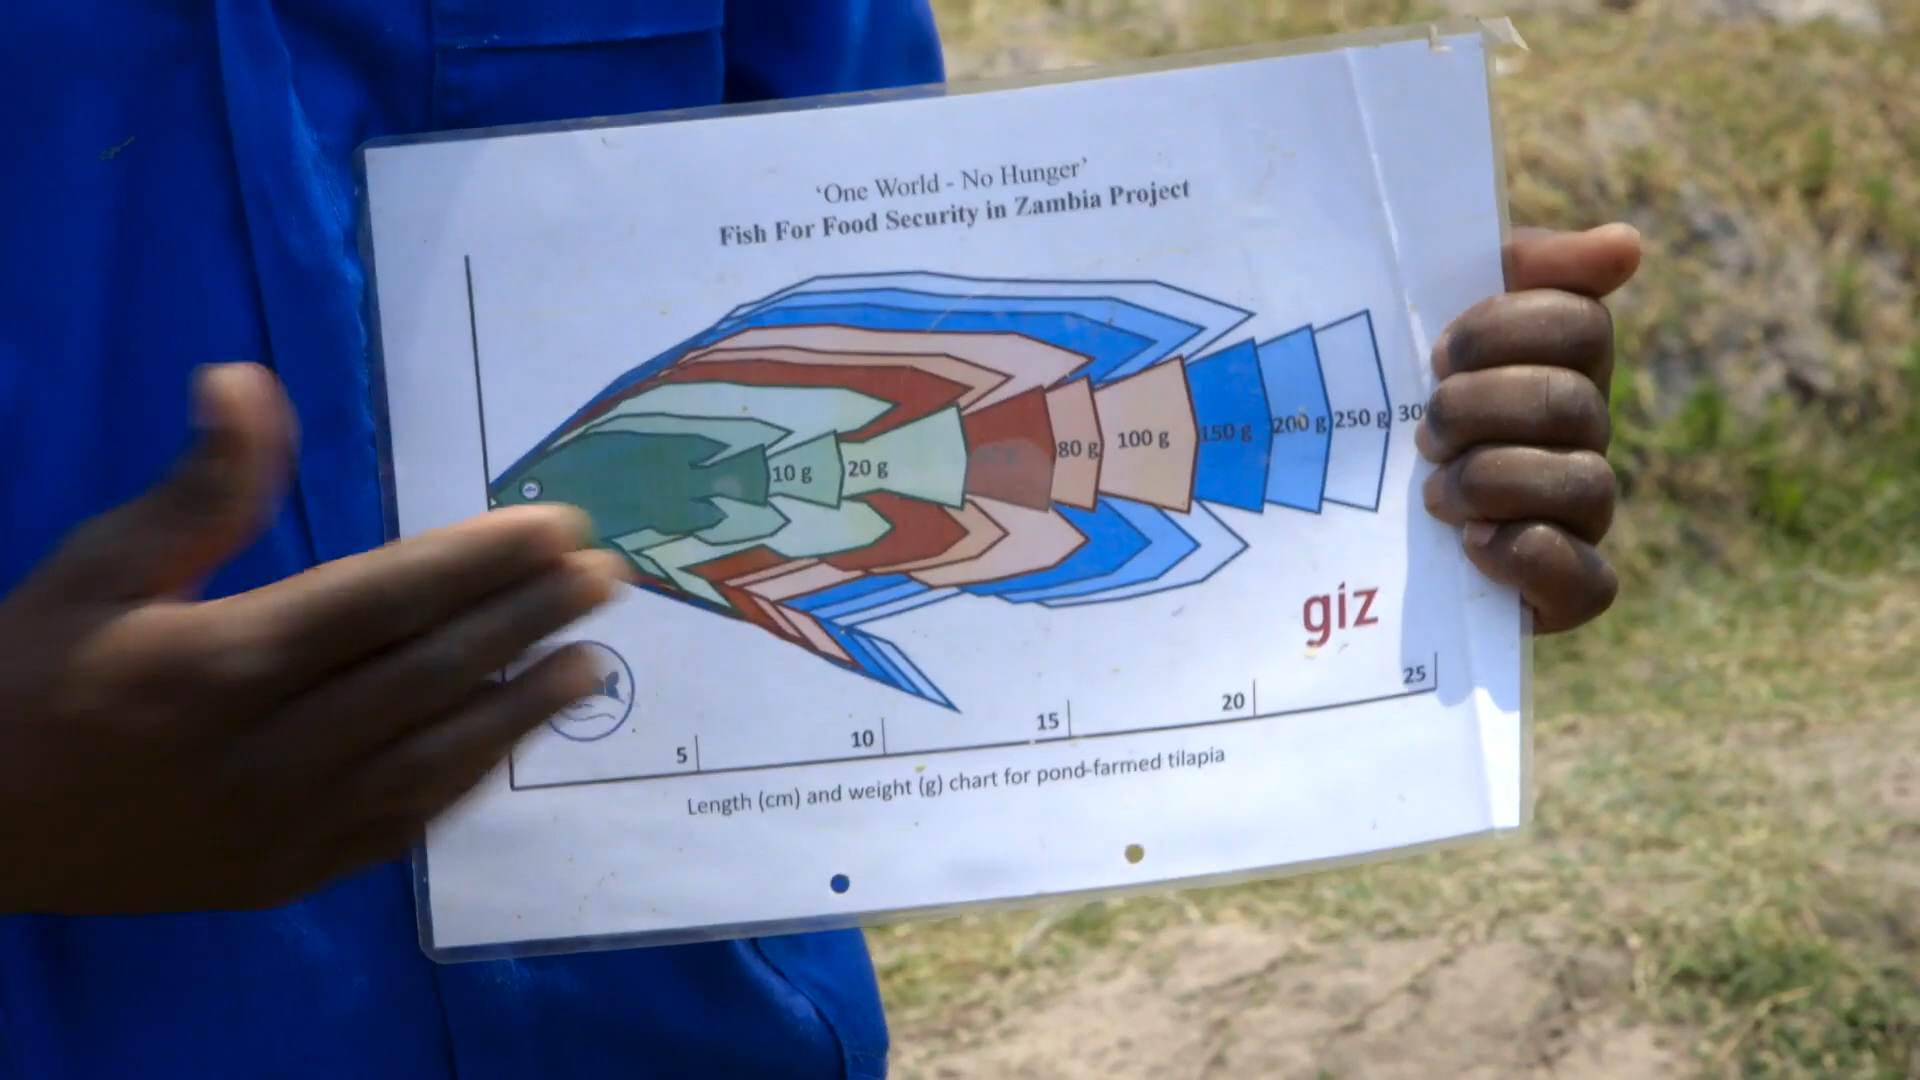 ‘One World - No Hunger’
Fish For Food Security in Zambia Project
10 g
20 g
80 g
100 g
150 g
200 g
250 g
30
giz
5
10
15
20
25
Length (cm) and weight (g) chart for pond-farmed tilapia